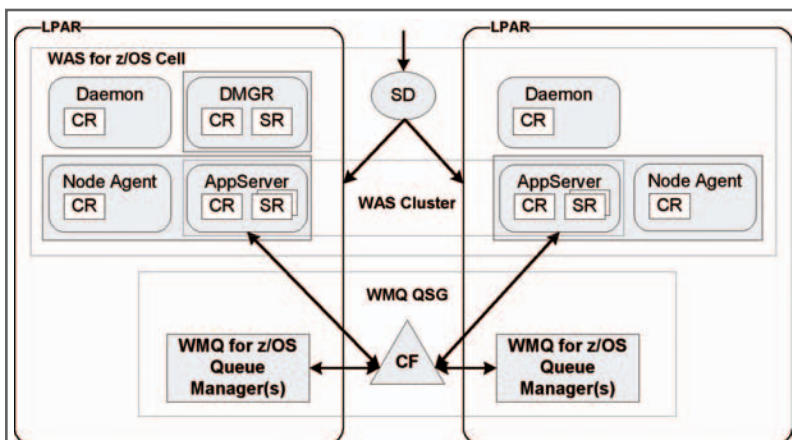 LPAR
LPAR
WAS for z/OS Cell
Daemon
CR
DMGR
CR SR
SD
Daemon
CR
Node Agent
CR
AppServer
CR SR
WAS Cluster
AppServer
CR SR
Node Agent
CR
WMQ QSG
WMQ for z/OS
Queue
Manager(s)
CF
WMQ for z/OS
Queue
Manager(s)